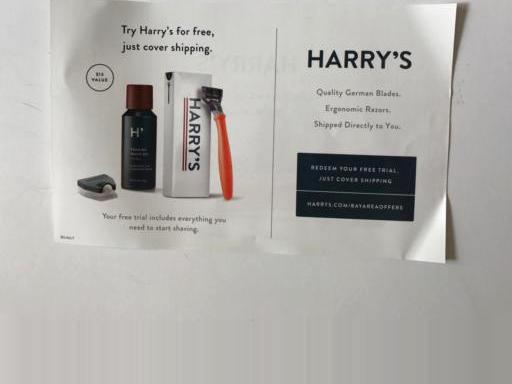 Try Harry's for free,
just cover shipping.
$13
VALUE
H'
HARRY'S
Your free trial includes everything you
need to start shaving.
HARRY'S
Quality German Blades.
Ergonomic Razors.
Shipped Directly to You.
REDEEM YOUR FREE TRIAL,
JUST COVER SHIPPING
HARRYS.COM/BAYAREAOFFERS